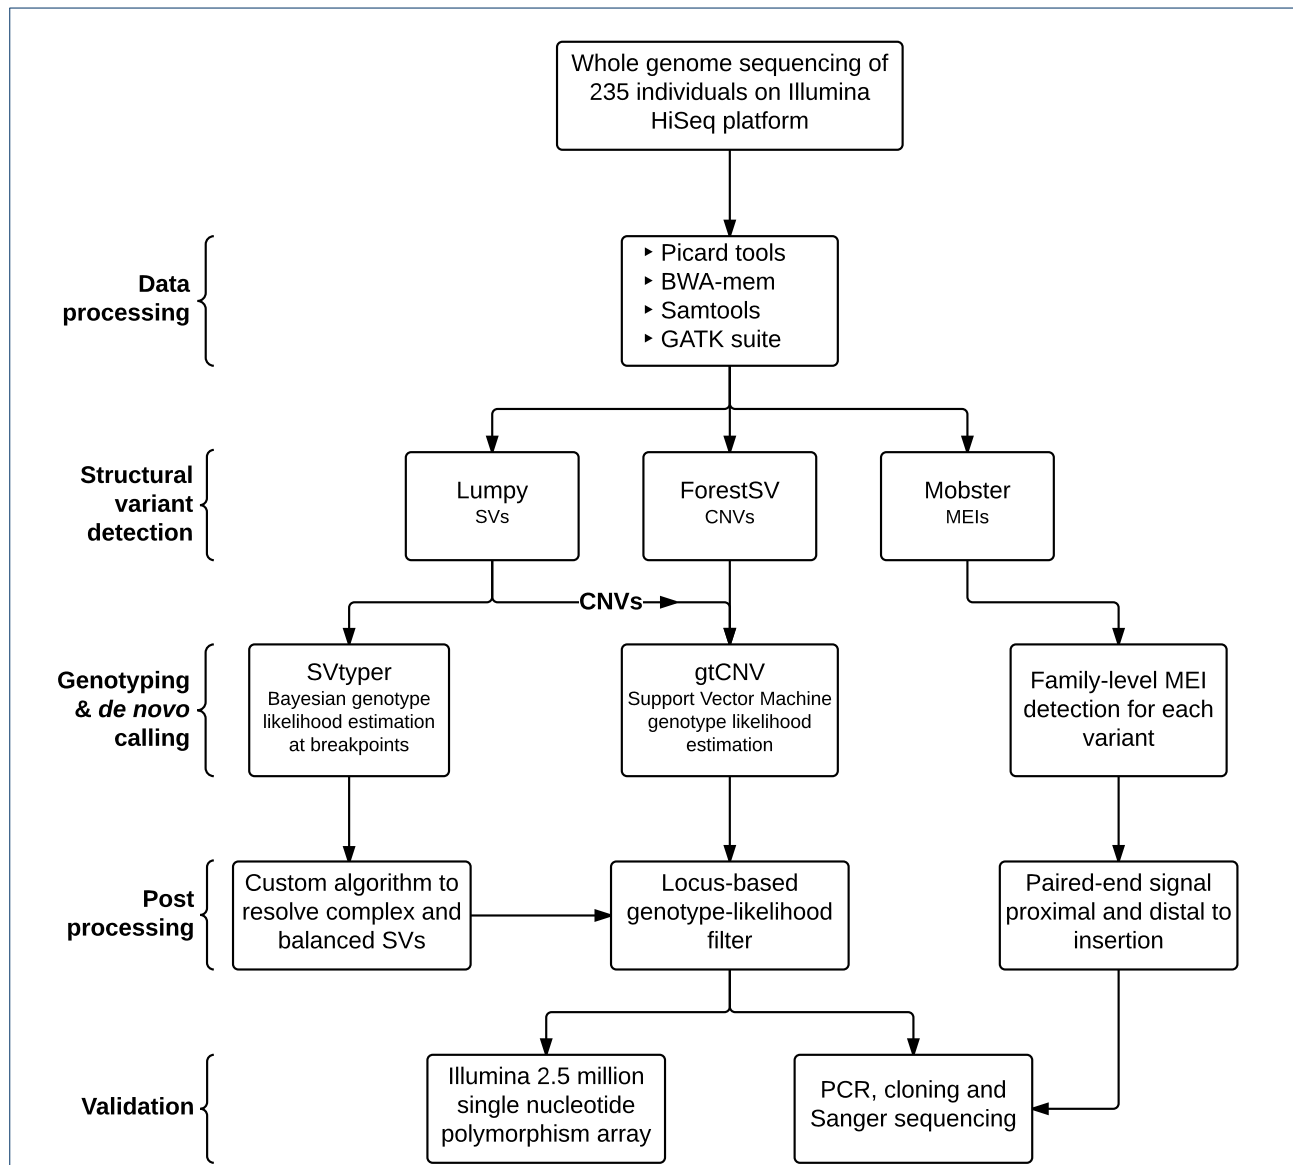 Whole genome sequencing of
235 individuals on Illumina
HiSeq platform
Data
processing
‣ Picard tools
‣ BWA-mem
‣ Samtools
‣ GATK suite
Structural
variant
detection
Lumpy
SVs
ForestSV
CNVs
Mobster
MEIs
CNVs
Genotyping
& de novo
calling
SVtyper
Bayesian genotype
likelihood estimation
at breakpoints
gtCNV
Support Vector Machine
genotype likelihood
estimation
Family-level MEI
detection for each
variant
Post
processing
Custom algorithm to
resolve complex and
balanced SVs
Locus-based
genotype-likelihood
filter
Paired-end signal
proximal and distal to
insertion
Validation
Illumina 2.5 million
single nucleotide
polymorphism array
PCR, cloning and
Sanger sequencing